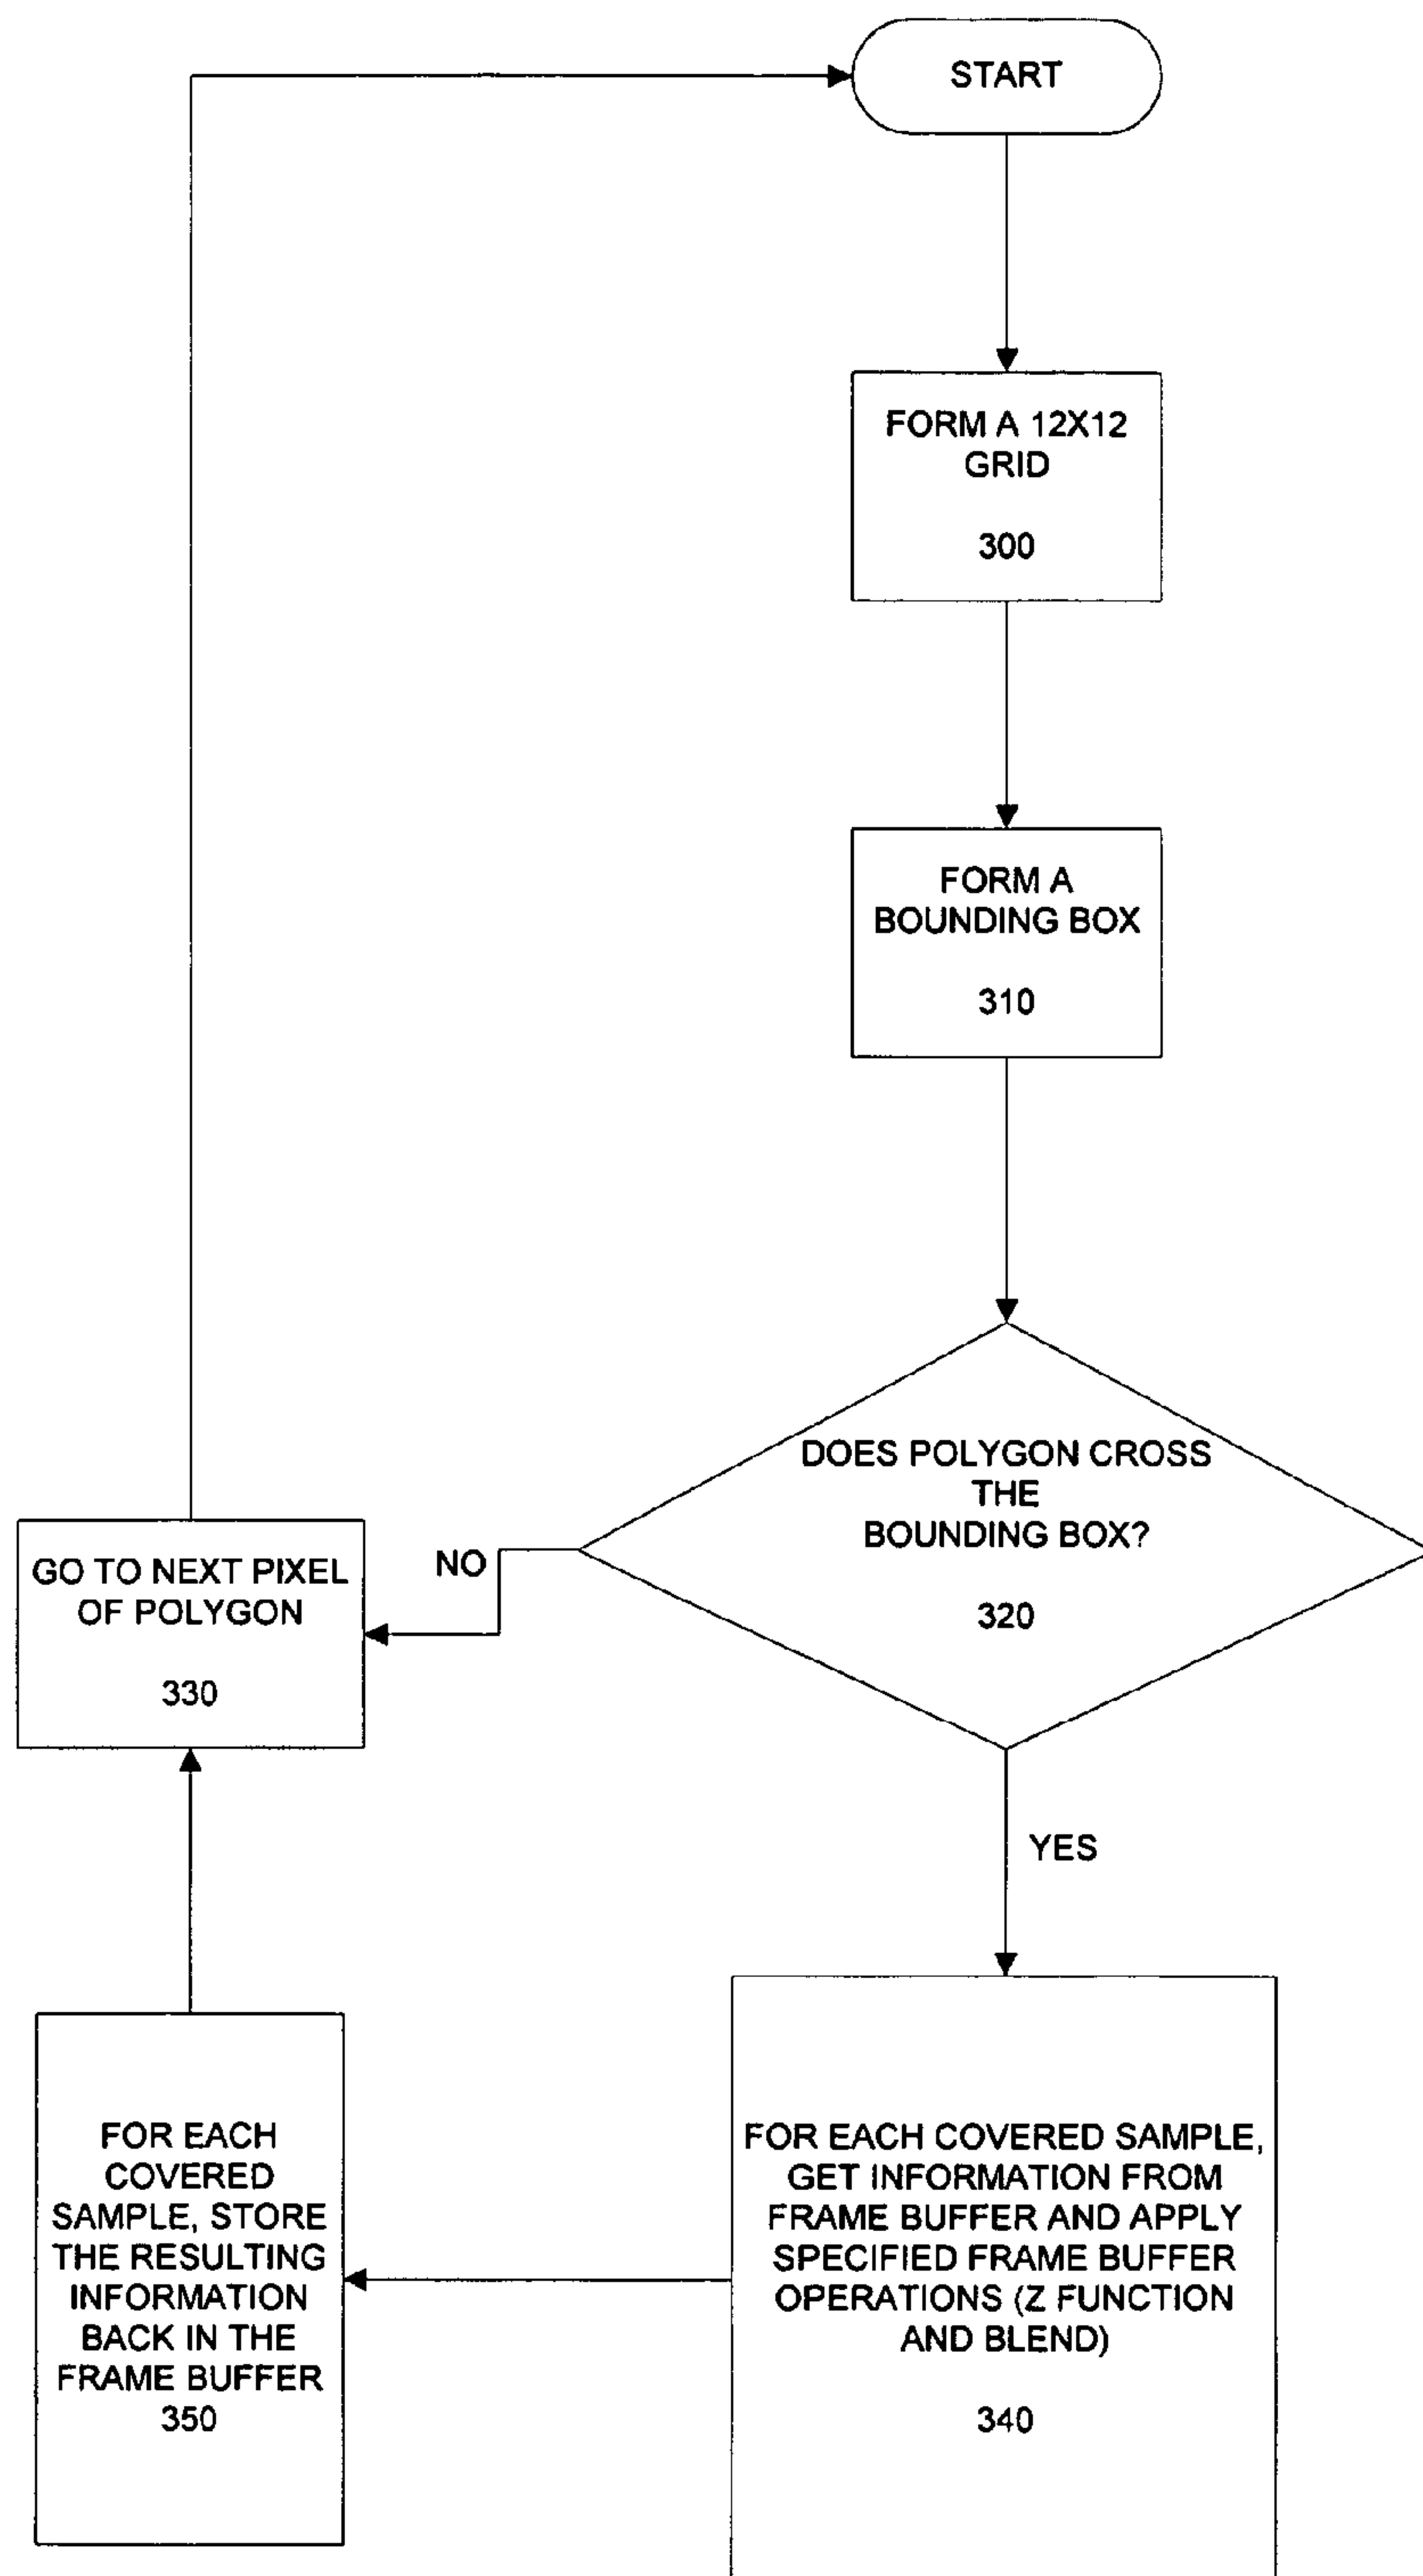 START
FORM A 12X12
GRID
300
FORM A
BOUNDING BOX
310
DOES POLYGON CROSS
THE
BOUNDING BOX?
320
NO
GO TO NEXT PIXEL
OF POLYGON
330
YES
FOR EACH COVERED SAMPLE,
GET INFORMATION FROM
FRAME BUFFER AND APPLY
SPECIFIED FRAME BUFFER
OPERATIONS (Z FUNCTION
AND BLEND)
340
FOR EACH
COVERED
SAMPLE, STORE
THE RESULTING
INFORMATION
BACK IN THE
FRAME BUFFER
350